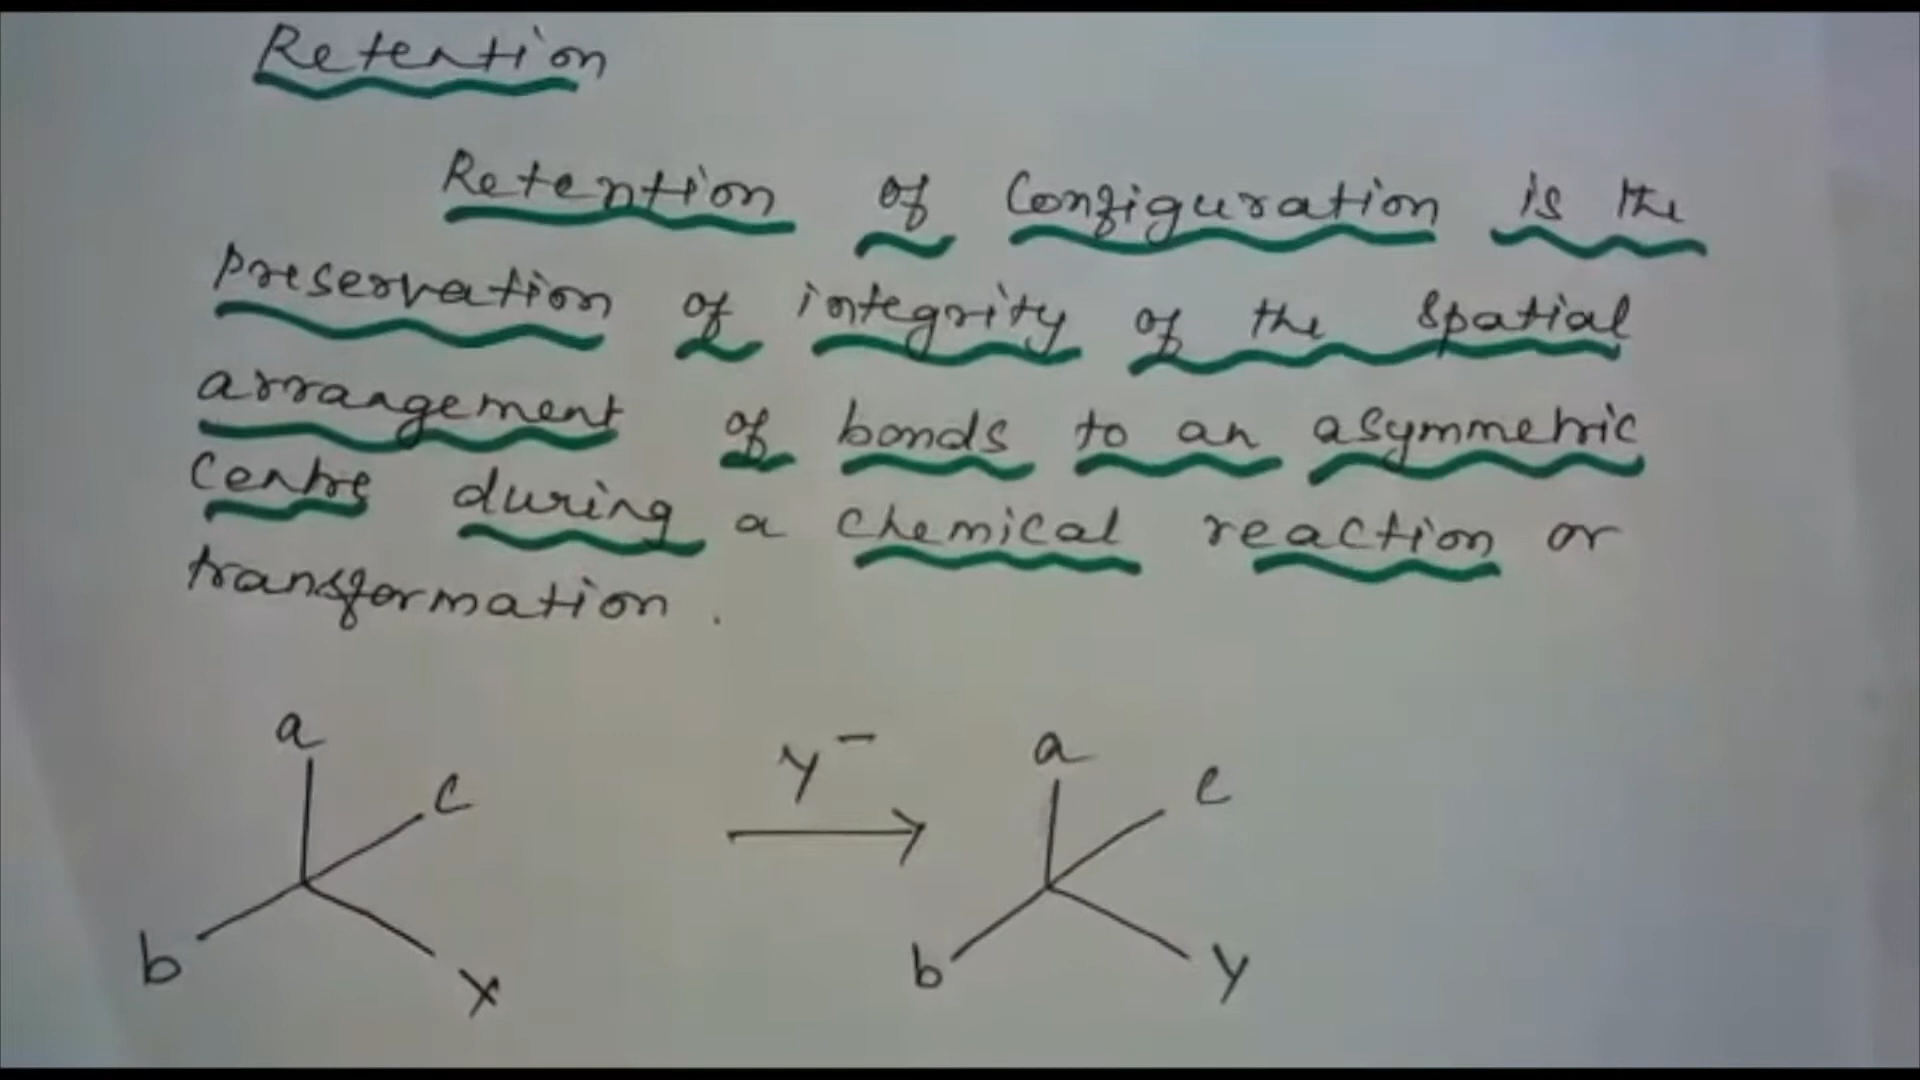 Retention
Retention of Configuration is the
preservation of integrity of the spatial
arrangement of bonds to an asymmetric
centre during a chemical reaction or
transformation.
a
c
b
x
y⁻
a
c
b
y